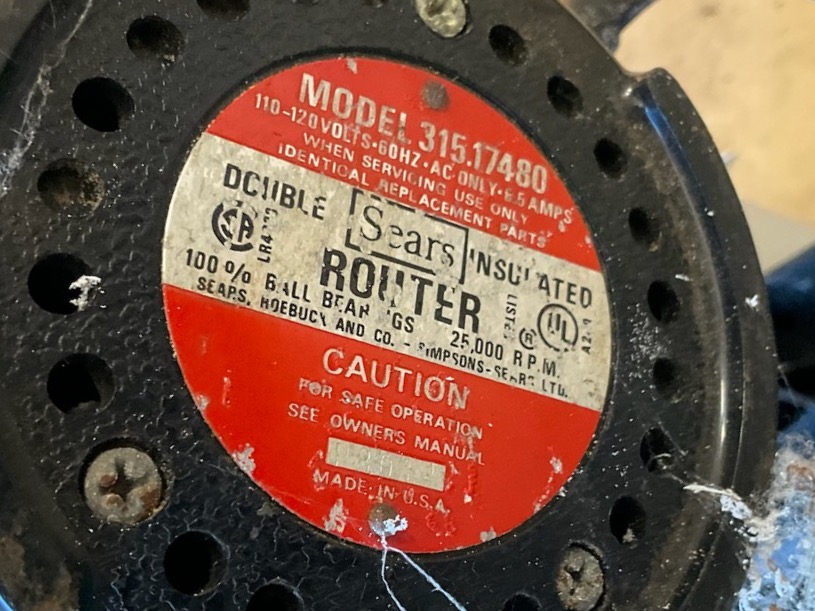 MODEL 315.17480
110-120 VOLTS • 60HZ • AC ONLY • 6.5 AMPS
WHEN SERVICING USE ONLY
IDENTICAL REPLACEMENT PARTS
DOUBLE Sears INSULATED
ROUTER
100% BALL BEARINGS 25,000 R.P.M.
SEARS, ROEBUCK AND CO. - SIMPSONS-SEARS LTD.
CAUTION
FOR SAFE OPERATION
SEE OWNERS MANUAL
MADE IN U.S.A.